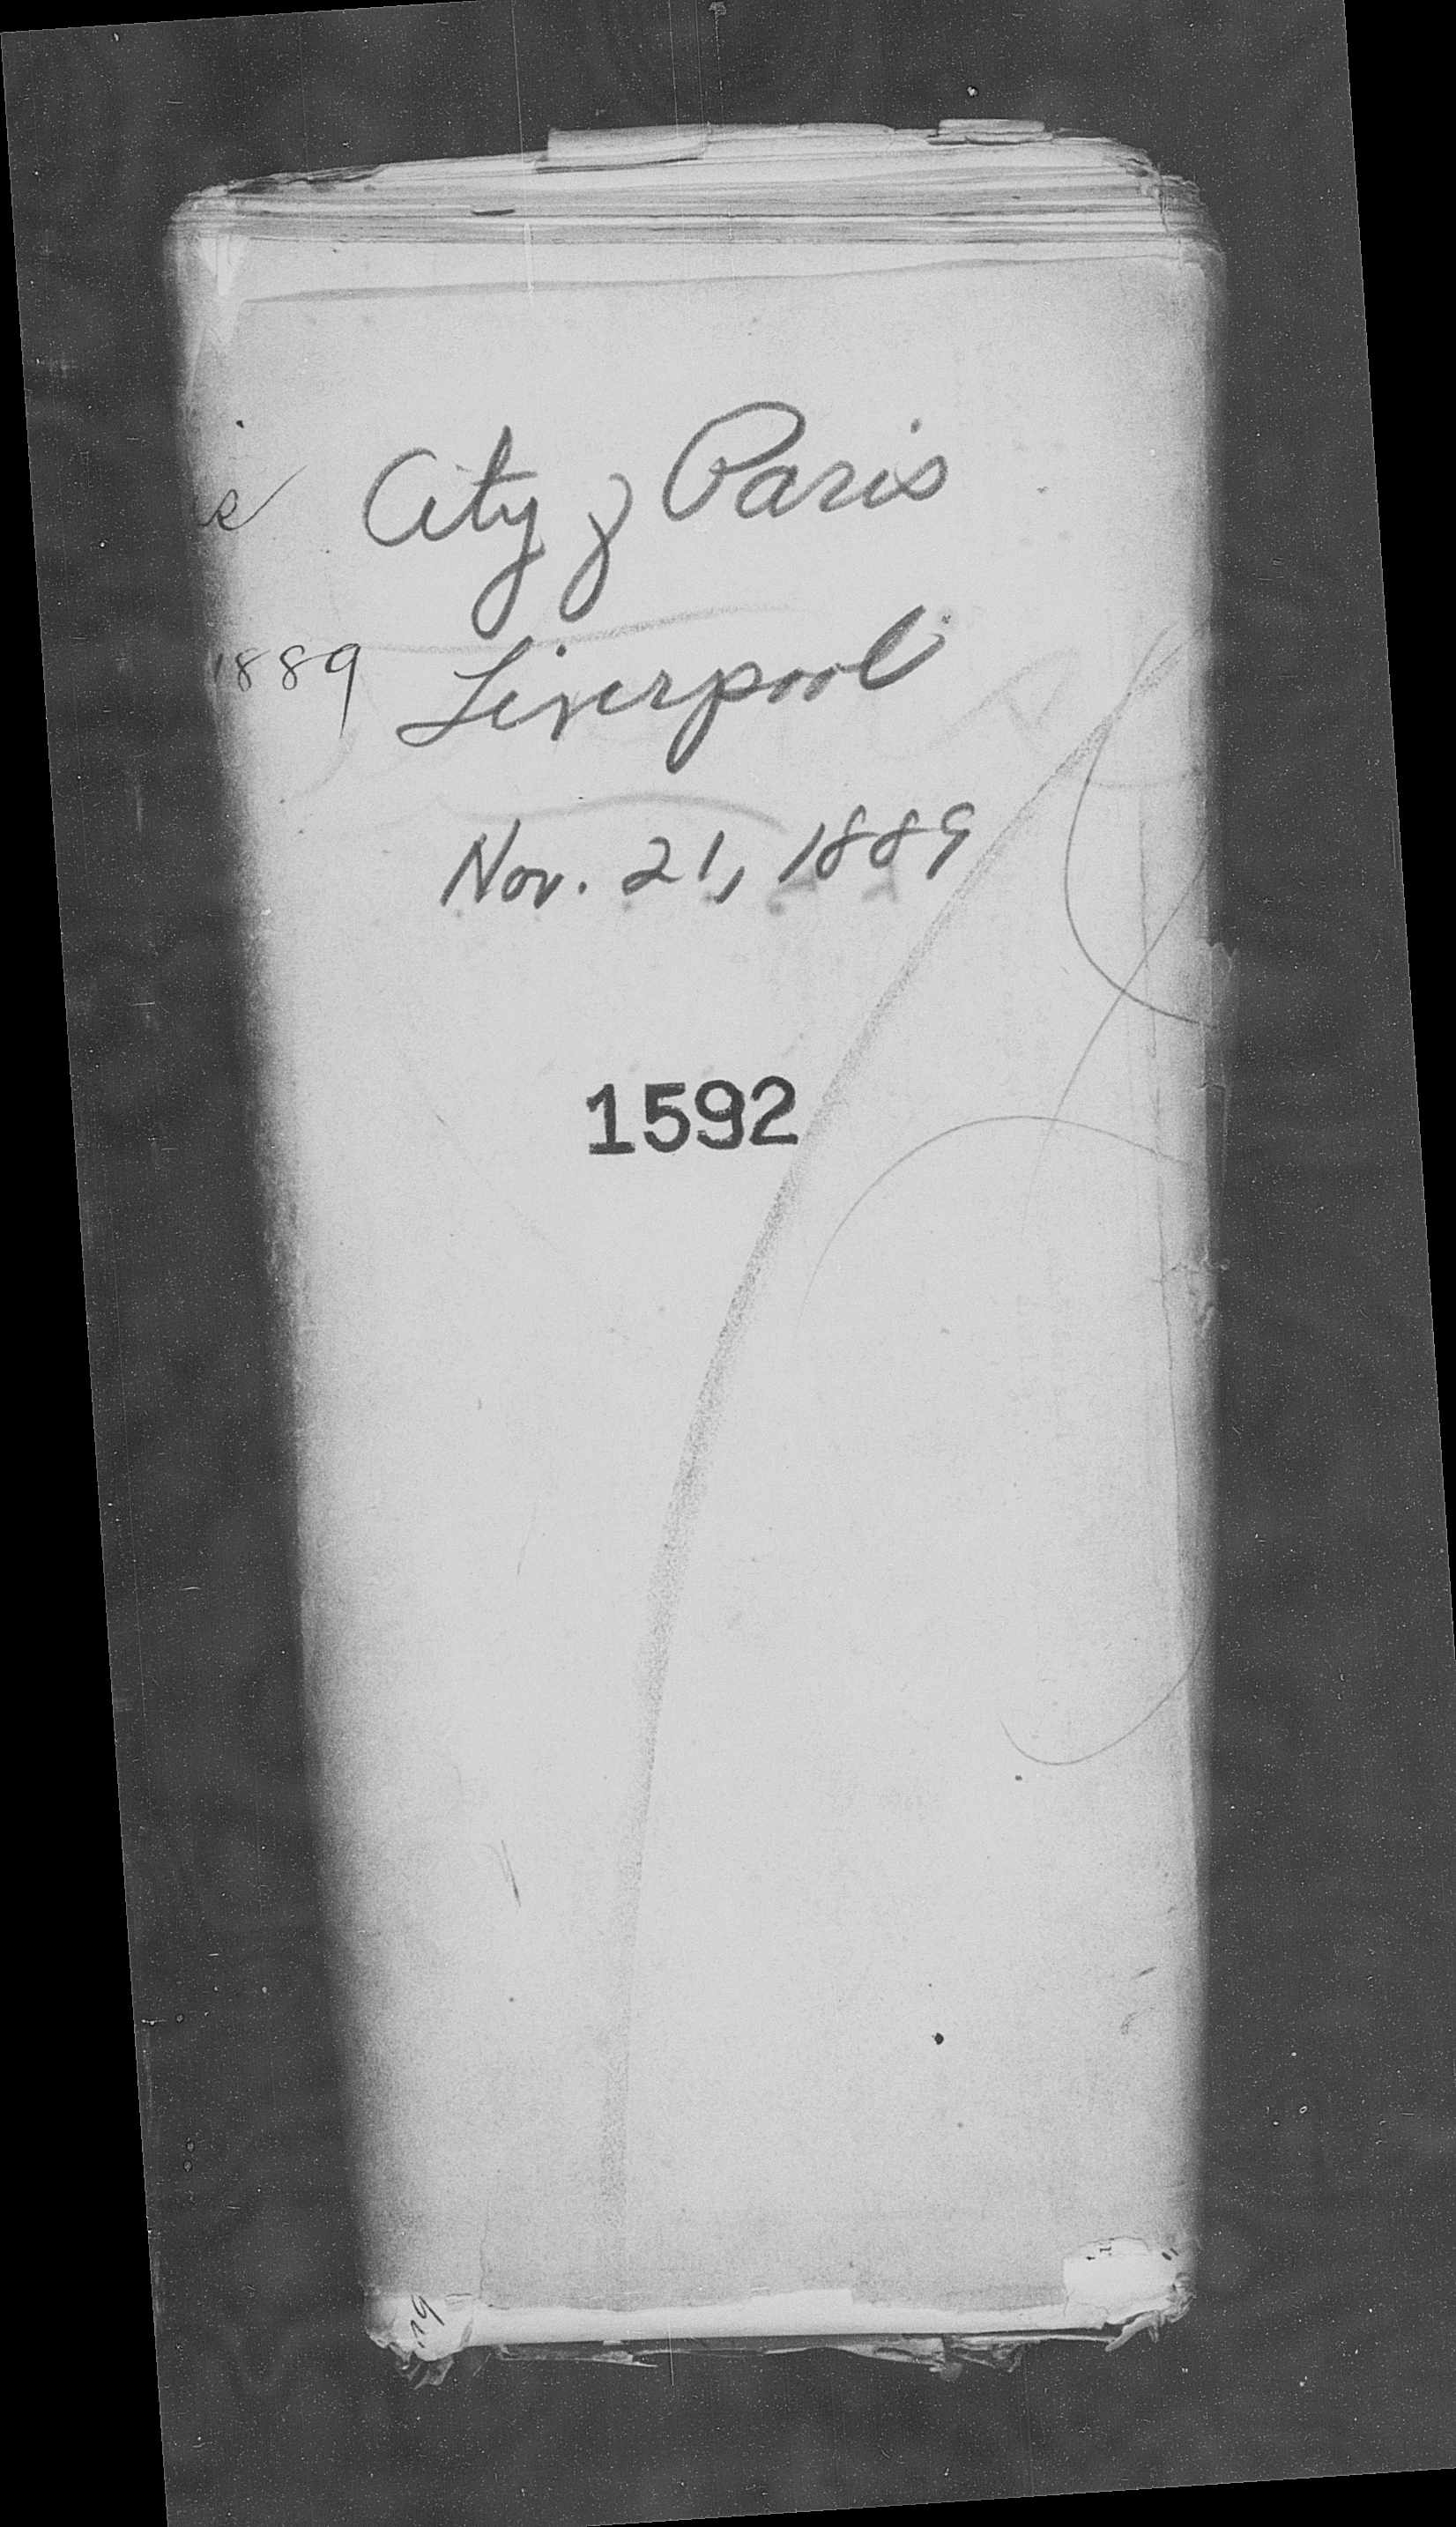 City of Paris
1889
Liverpool
Nov. 21, 1889
1592